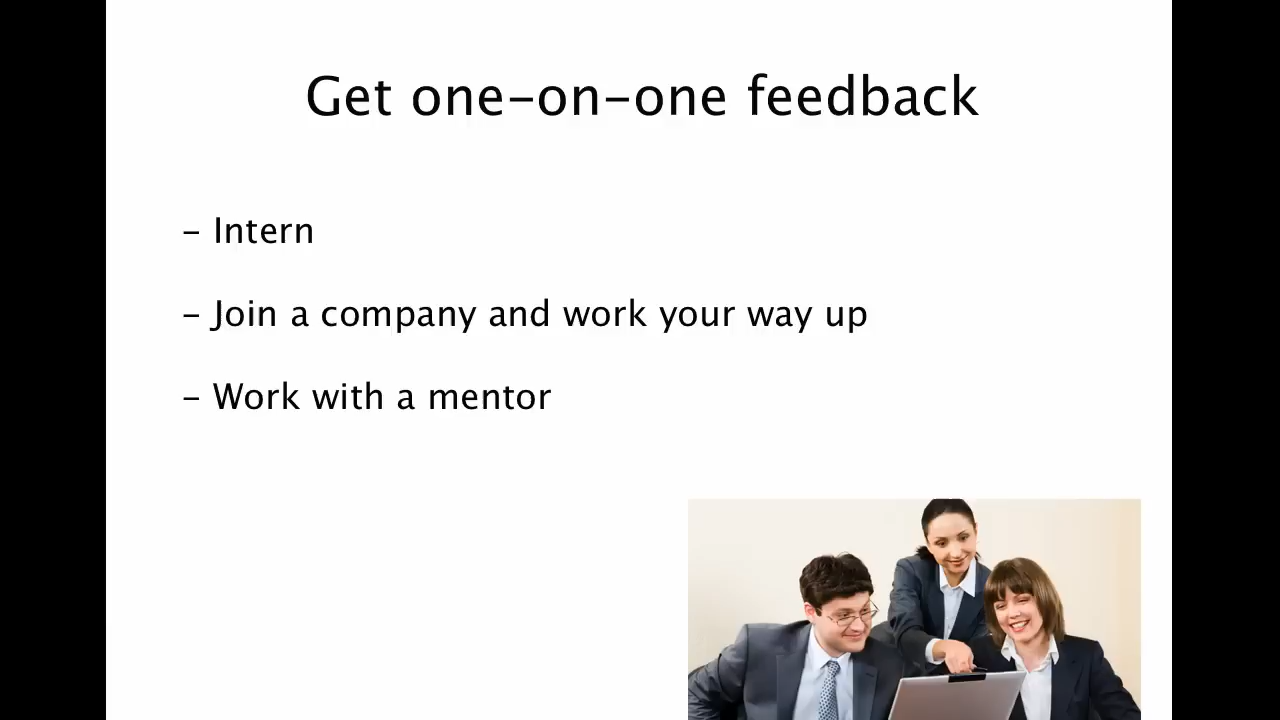 Get one-on-one feedback
- Intern
- Join a company and work your way up
- Work with a mentor